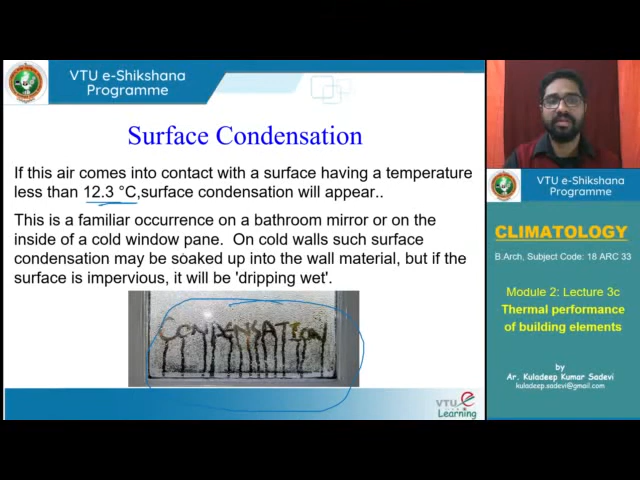 VTU e-Shikshana
Programme
Surface Condensation
If this air comes into contact with a surface having a temperature
less than 12.3 °C,surface condensation will appear..
This is a familiar occurrence on a bathroom mirror or on the
inside of a cold window pane. On cold walls such surface
condensation may be soaked up into the wall material, but if the
surface is impervious, it will be 'dripping wet'.
CONDENSATION
VTU e
Learning
VTU e-Shikshana
Programme
CLIMATOLOGY
B.Arch, Subject Code: 18 ARC 33
Module 2: Lecture 3c
Thermal performance
of building elements
by
Ar. Kuladeep Kumar Sadevi
kuladeep.sadevi@gmail.com